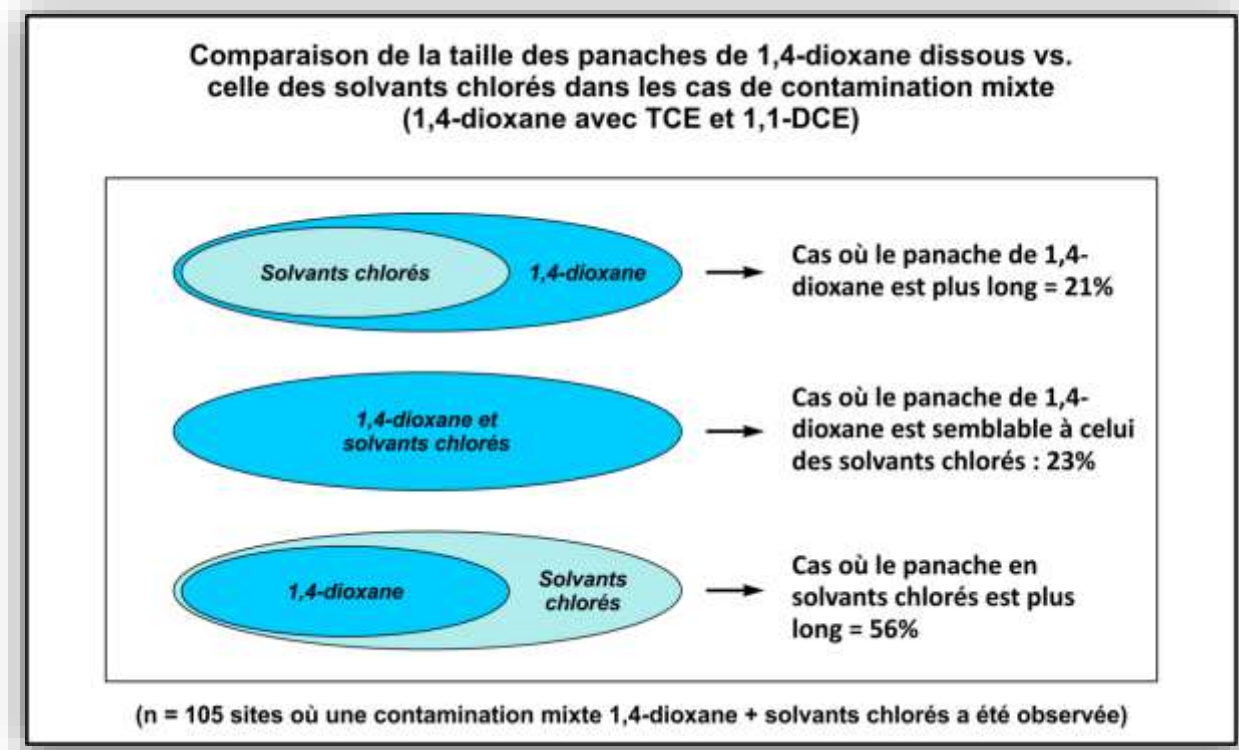 Comparaison de la taille des panaches de 1,4-dioxane dissous vs.
celle des solvants chlorés dans les cas de contamination mixte
(1,4-dioxane avec TCE et 1,1-DCE)
Solvants chlorés
1,4-dioxane
Cas où le panache de 1,4-
dioxane est plus long = 21%
1,4-dioxane et
solvants chlorés
Cas où le panache de 1,4-
dioxane est semblable à celui
des solvants chlorés : 23%
1,4-dioxane
Solvants
chlorés
Cas où le panache en
solvants chlorés est plus
long = 56%
(n = 105 sites où une contamination mixte 1,4-dioxane + solvants chlorés a été observée)